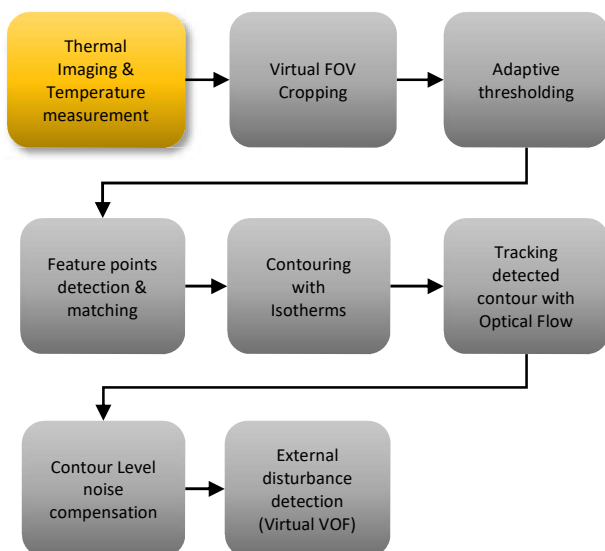 Thermal
Imaging &
Temperature
measurement
Virtual FOV
Cropping
Adaptive
thresholding
Feature points
detection &
matching
Contouring
with
Isotherms
Tracking
detected
contour with
Optical Flow
Contour Level
noise
compensation
External
disturbance
detection
(Virtual VOF)